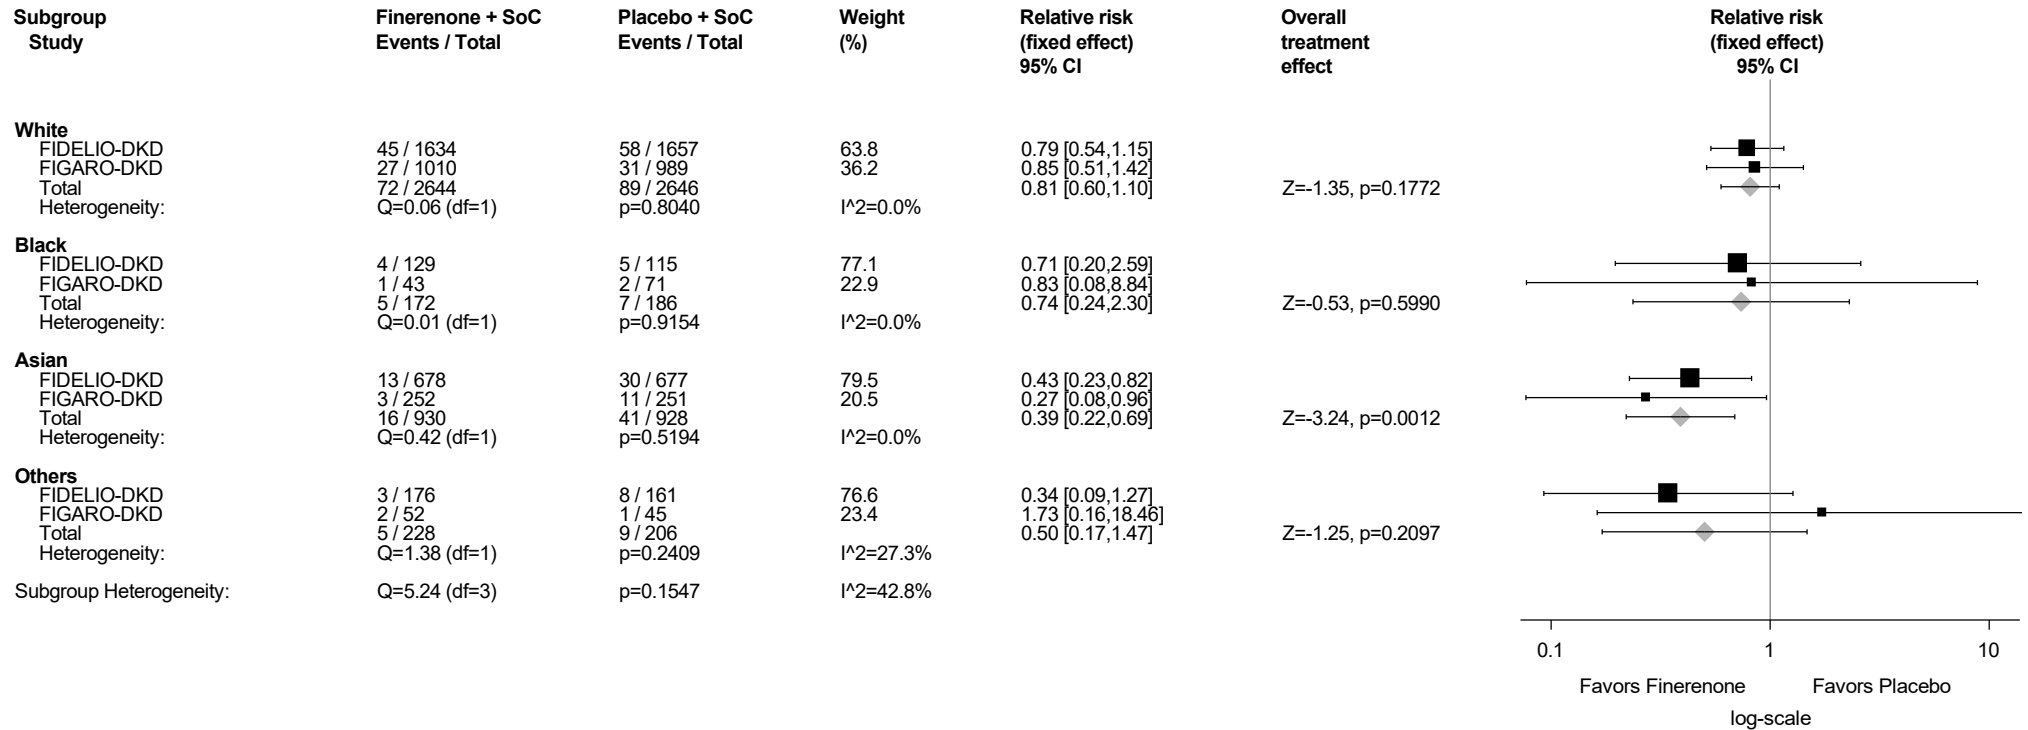 Subgroup Finerenone + SoC Placebo + SoC Weight Relative risk Overall Relative risk
Study Events / Total Events / Total (%) (fixed effect) treatment (fixed effect)
95% CI effect 95% CI
White
FIDELIO-DKD 45 / 1634 58 / 1657 63.8 0.79 [0.54,1.15]
FIGARO-DKD 27 / 1010 31 / 989 36.2 0.85 [0.51,1.42]
Total 72 / 2644 89 / 2646 0.81 [0.60,1.10] Z=-1.35, p=0.1772
Heterogeneity: Q=0.06 (df=1) p=0.8040 I^2=0.0%
Black
FIDELIO-DKD 4 / 129 5 / 115 77.1 0.71 [0.20,2.59]
FIGARO-DKD 1 / 43 2 / 71 22.9 0.83 [0.08,8.84]
Total 5 / 172 7 / 186 0.74 [0.24,2.30] Z=-0.53, p=0.5990
Heterogeneity: Q=0.01 (df=1) p=0.9154 I^2=0.0%
Asian
FIDELIO-DKD 13 / 678 30 / 677 79.5 0.43 [0.23,0.82]
FIGARO-DKD 3 / 252 11 / 251 20.5 0.27 [0.08,0.96]
Total 16 / 930 41 / 928 0.39 [0.22,0.69] Z=-3.24, p=0.0012
Heterogeneity: Q=0.42 (df=1) p=0.5194 I^2=0.0%
Others
FIDELIO-DKD 3 / 176 8 / 161 76.6 0.34 [0.09,1.27]
FIGARO-DKD 2 / 52 1 / 45 23.4 1.73 [0.16,18.46]
Total 5 / 228 9 / 206 0.50 [0.17,1.47] Z=-1.25, p=0.2097
Heterogeneity: Q=1.38 (df=1) p=0.2409 I^2=27.3%
Subgroup Heterogeneity: Q=5.24 (df=3) p=0.1547 I^2=42.8%
0.1 1 10
Favors Finerenone Favors Placebo
log-scale